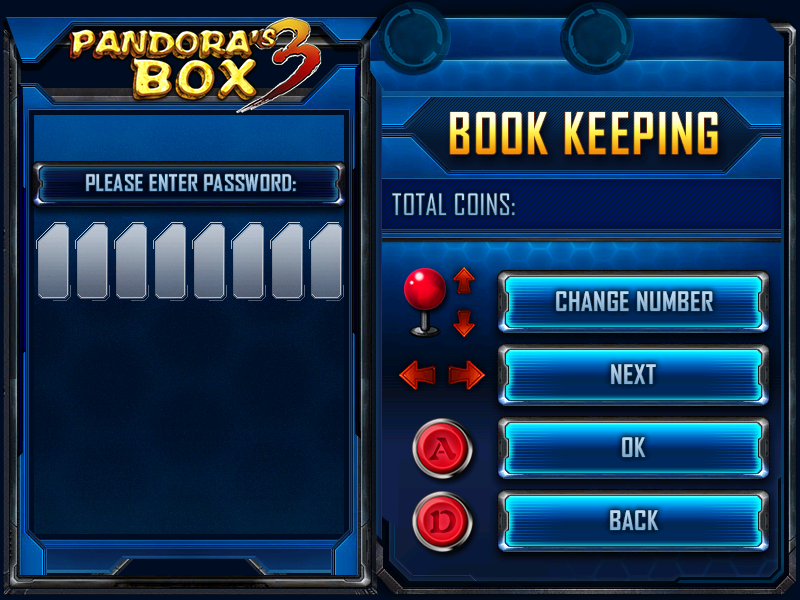 PANDORA'S
BOX 3
PLEASE ENTER PASSWORD:
BOOK KEEPING
TOTAL COINS:
CHANGE NUMBER
NEXT
A
OK
D
BACK